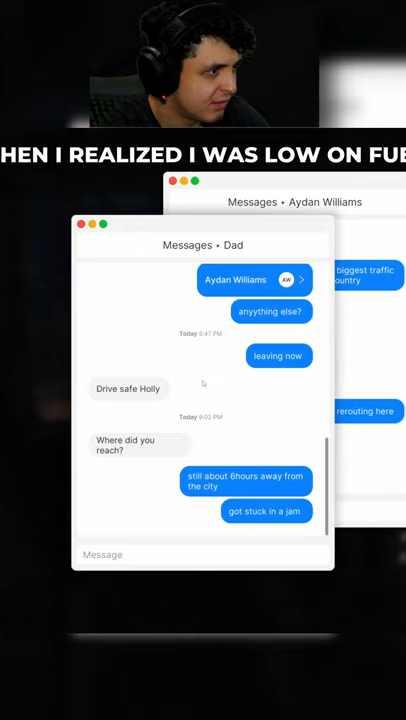 HEN I REALIZED I WAS LOW ON FUE
Messages • Aydan Williams
biggest traffic
ountry
rerouting here
Messages • Dad
Aydan Williams AW
anyything else?
Today 5:47 PM
leaving now
Drive safe Holly
Today 9:02 PM
Where did you
reach?
still about 6hours away from
the city
got stuck in a jam
Message